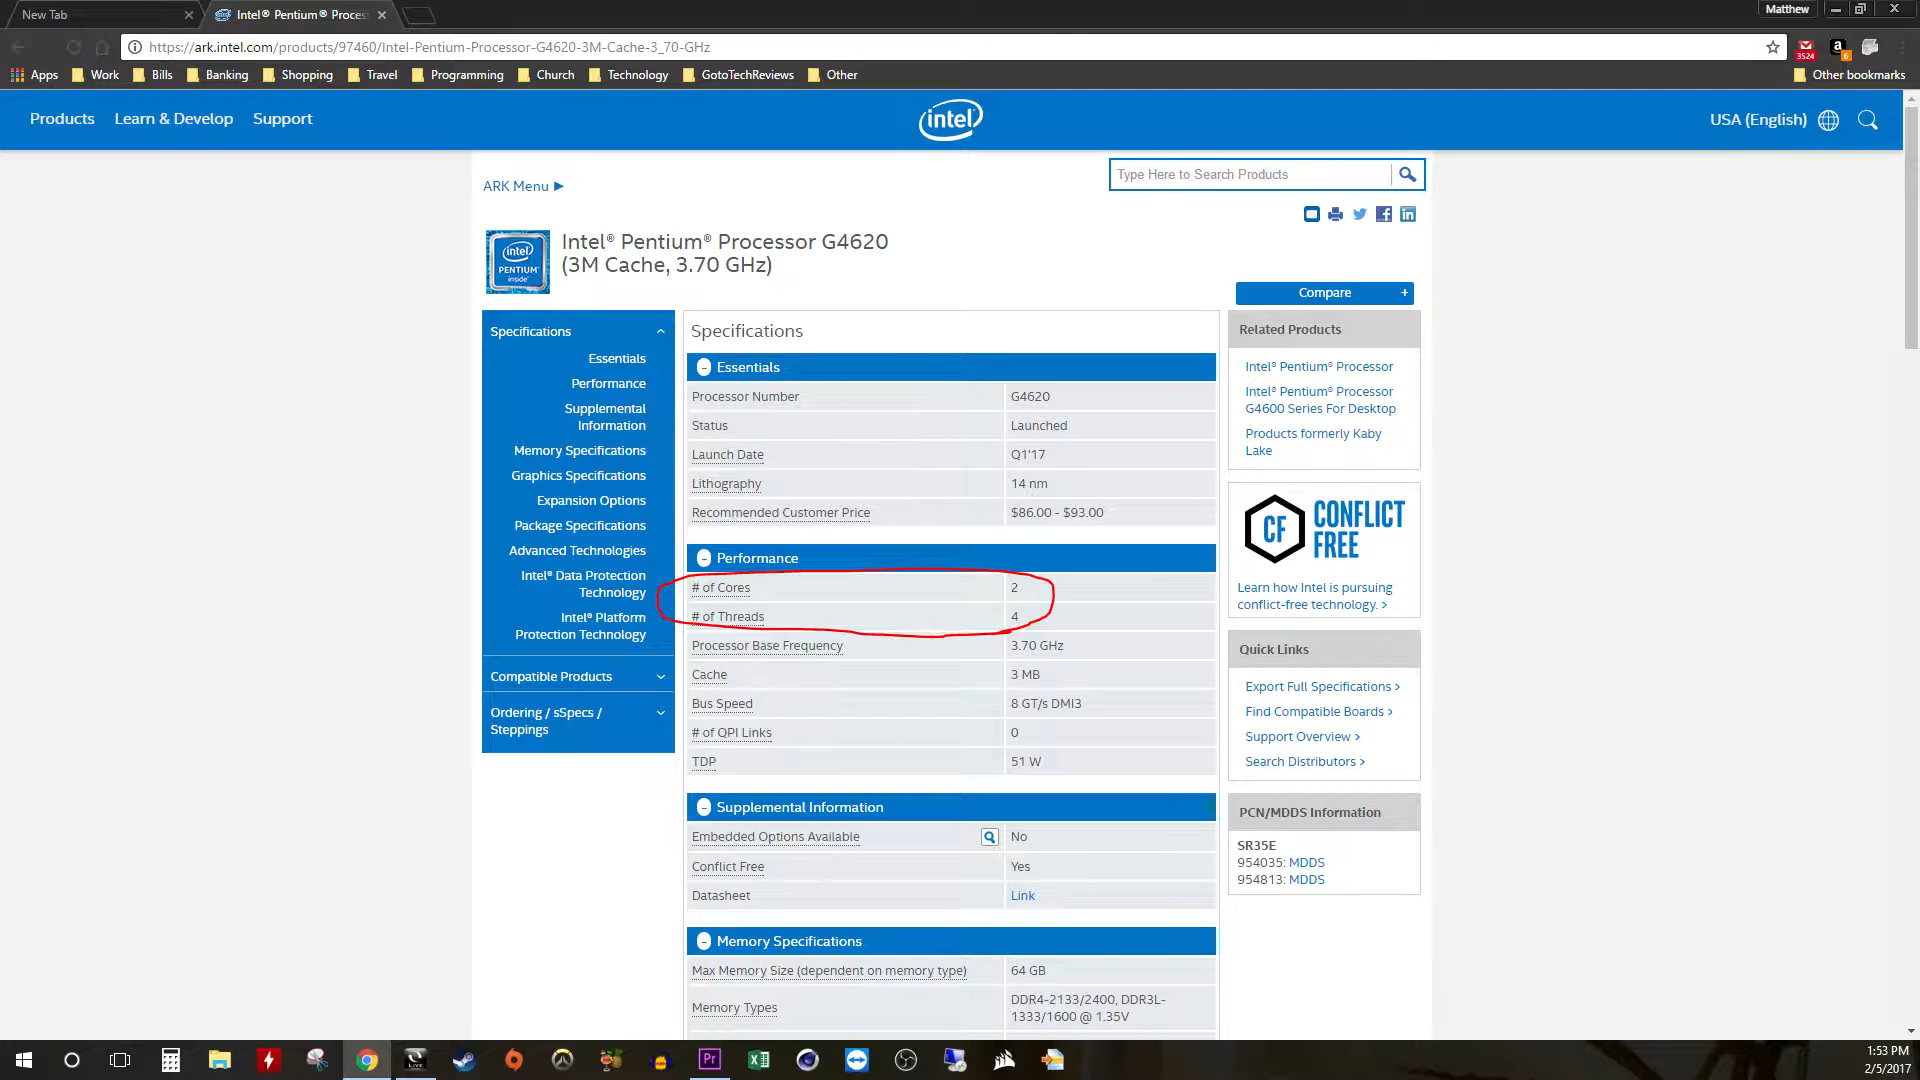 New Tab
Intel® Pentium® Proces
Matthew
https://ark.intel.com/products/97460/Intel-Pentium-Processor-G4620-3M-Cache-3_70-GHz
3524
6
Apps
Work
Bills
Banking
Shopping
Travel
Programming
Church
Technology
GotoTechReviews
Other
Other bookmarks
Products
Learn & Develop
Support
intel
USA (English)
ARK Menu ►
Type Here to Search Products
intel
PENTIUM
inside
Intel® Pentium® Processor G4620
(3M Cache, 3.70 GHz)
Compare +
Specifications
Essentials
Performance
Supplemental
Information
Memory Specifications
Graphics Specifications
Expansion Options
Package Specifications
Advanced Technologies
Intel® Data Protection
Technology
Intel® Platform
Protection Technology
Compatible Products
Ordering / sSpecs /
Steppings
Specifications
- Essentials
Processor Number G4620
Status Launched
Launch Date Q1'17
Lithography 14 nm
Recommended Customer Price $86.00 - $93.00
- Performance
# of Cores 2
# of Threads 4
Processor Base Frequency 3.70 GHz
Cache 3 MB
Bus Speed 8 GT/s DMI3
# of QPI Links 0
TDP 51 W
- Supplemental Information
Embedded Options Available No
Conflict Free Yes
Datasheet Link
- Memory Specifications
Max Memory Size (dependent on memory type) 64 GB
Memory Types DDR4-2133/2400, DDR3L-
1333/1600 @ 1.35V
Related Products
Intel® Pentium® Processor
Intel® Pentium® Processor
G4600 Series For Desktop
Products formerly Kaby
Lake
CF CONFLICT
FREE
Learn how Intel is pursuing
conflict-free technology. >
Quick Links
Export Full Specifications >
Find Compatible Boards >
Support Overview >
Search Distributors >
PCN/MDDS Information
SR35E
954035: MDDS
954813: MDDS
LIVE
Pr
1:53 PM
2/5/2017